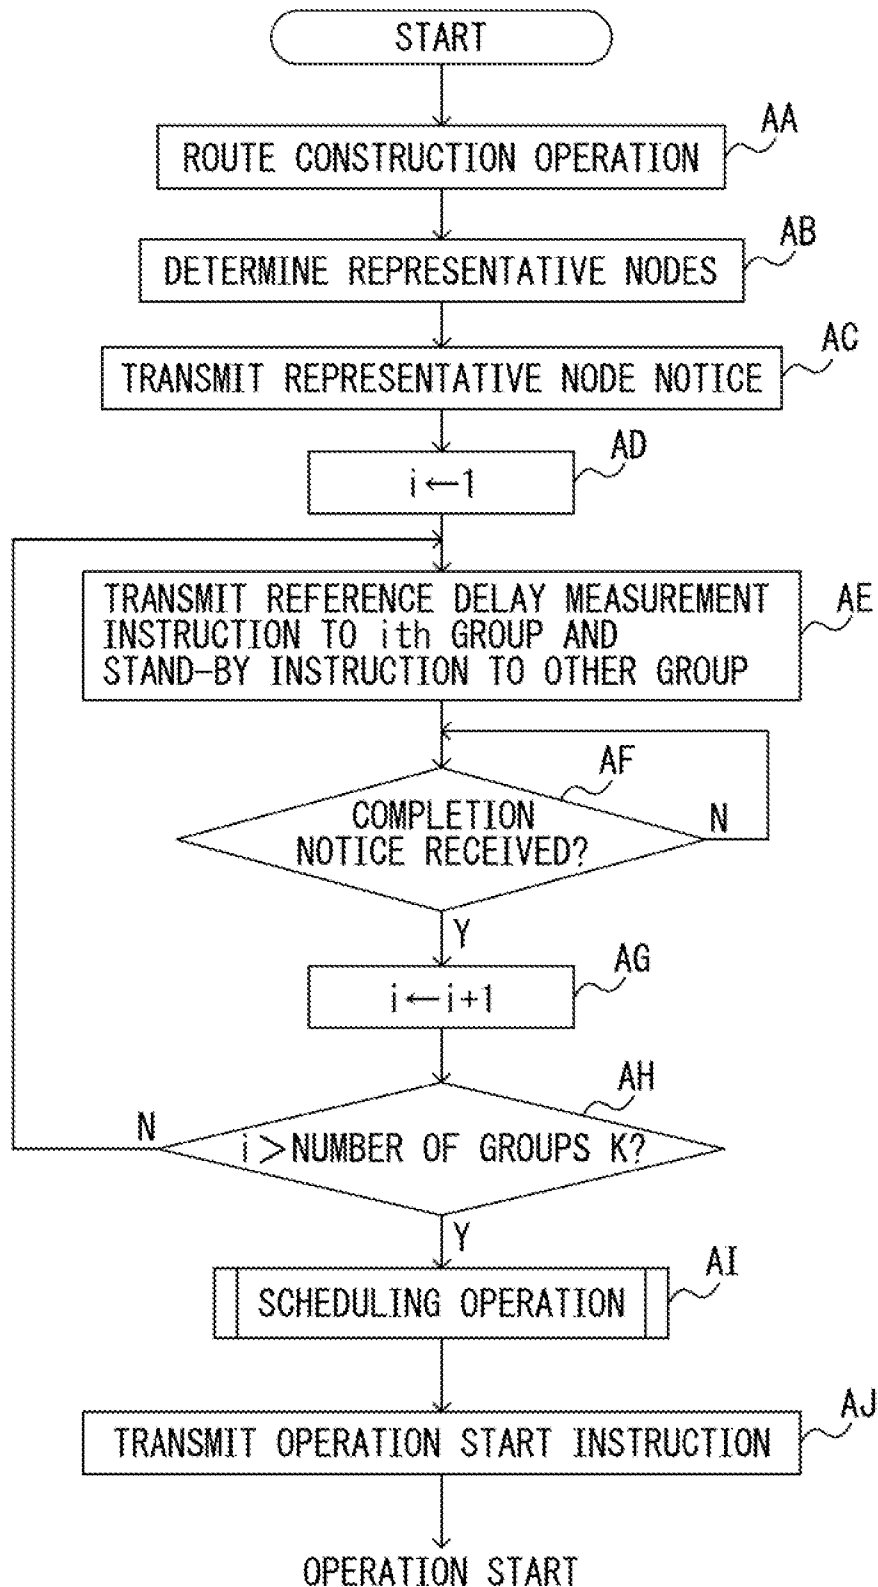 START
AA
ROUTE CONSTRUCTION OPERATION
AB
DETERMINE REPRESENTATIVE NODES
AC
TRANSMIT REPRESENTATIVE NODE NOTICE
AD
i←1
AE
TRANSMIT REFERENCE DELAY MEASUREMENT
INSTRUCTION TO ith GROUP AND
STAND-BY INSTRUCTION TO OTHER GROUP
AF
COMPLETION
NOTICE RECEIVED?
N
Y
AG
i←i+1
AH
N
i>NUMBER OF GROUPS K?
Y
AI
SCHEDULING OPERATION
AJ
TRANSMIT OPERATION START INSTRUCTION
OPERATION START